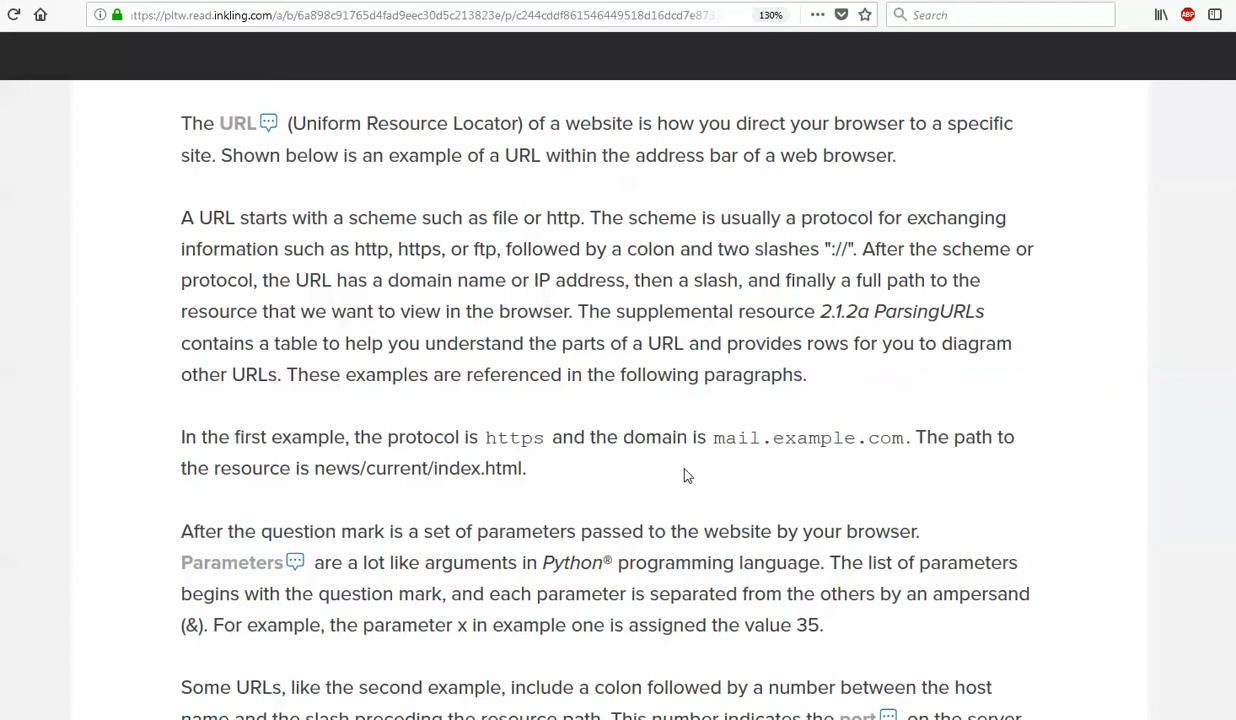 ttps://pltw.read.inkling.com/a/b/6a898c91765d4fad9eec30d5c213823e/p/c244cddf861546449518d16dcd7e873
130%
Search
ABP
The URL (Uniform Resource Locator) of a website is how you direct your browser to a specific
site. Shown below is an example of a URL within the address bar of a web browser.
A URL starts with a scheme such as file or http. The scheme is usually a protocol for exchanging
information such as http, https, or ftp, followed by a colon and two slashes "://". After the scheme or
protocol, the URL has a domain name or IP address, then a slash, and finally a full path to the
resource that we want to view in the browser. The supplemental resource 2.1.2a ParsingURLs
contains a table to help you understand the parts of a URL and provides rows for you to diagram
other URLs. These examples are referenced in the following paragraphs.
In the first example, the protocol is https and the domain is mail.example.com. The path to
the resource is news/current/index.html.
After the question mark is a set of parameters passed to the website by your browser.
Parameters are a lot like arguments in Python® programming language. The list of parameters
begins with the question mark, and each parameter is separated from the others by an ampersand
(&). For example, the parameter x in example one is assigned the value 35.
Some URLs, like the second example, include a colon followed by a number between the host
name and the slash preceding the resource path. This number indicates the port on the server